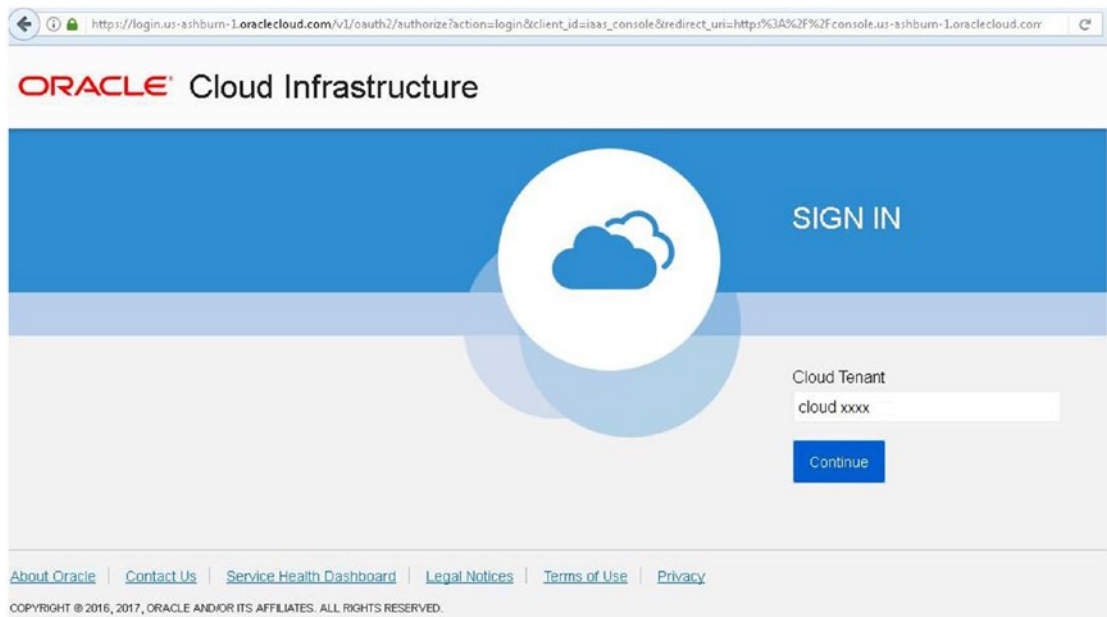 https://login.us-ashburn-1.oraclecloud.com/v1/oauth2/authorize?action=login&client_id=iaas_console&redirect_uri=https%3A%2F%2Fconsole.us-ashburn-1.oraclecloud.com
ORACLE® Cloud Infrastructure
SIGN IN
Cloud Tenant
cloud xxxx
Continue
About Oracle | Contact Us | Service Health Dashboard | Legal Notices | Terms of Use | Privacy
COPYRIGHT © 2016, 2017, ORACLE AND/OR ITS AFFILIATES. ALL RIGHTS RESERVED.